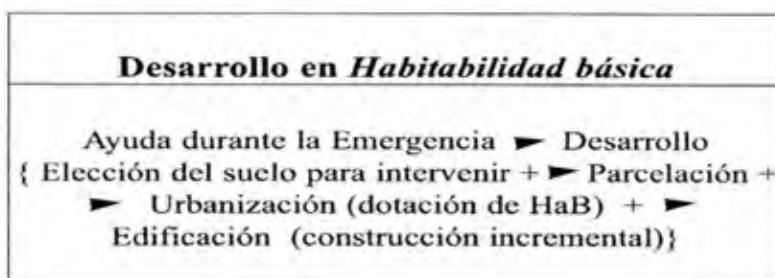 Desarrollo en Habitabilidad básica
Ayuda durante la Emergencia ► Desarrollo
{ Elección del suelo para intervenir + ► Parcelación +
► Urbanización (dotación de HaB) + ►
Edificación (construcción incremental)}